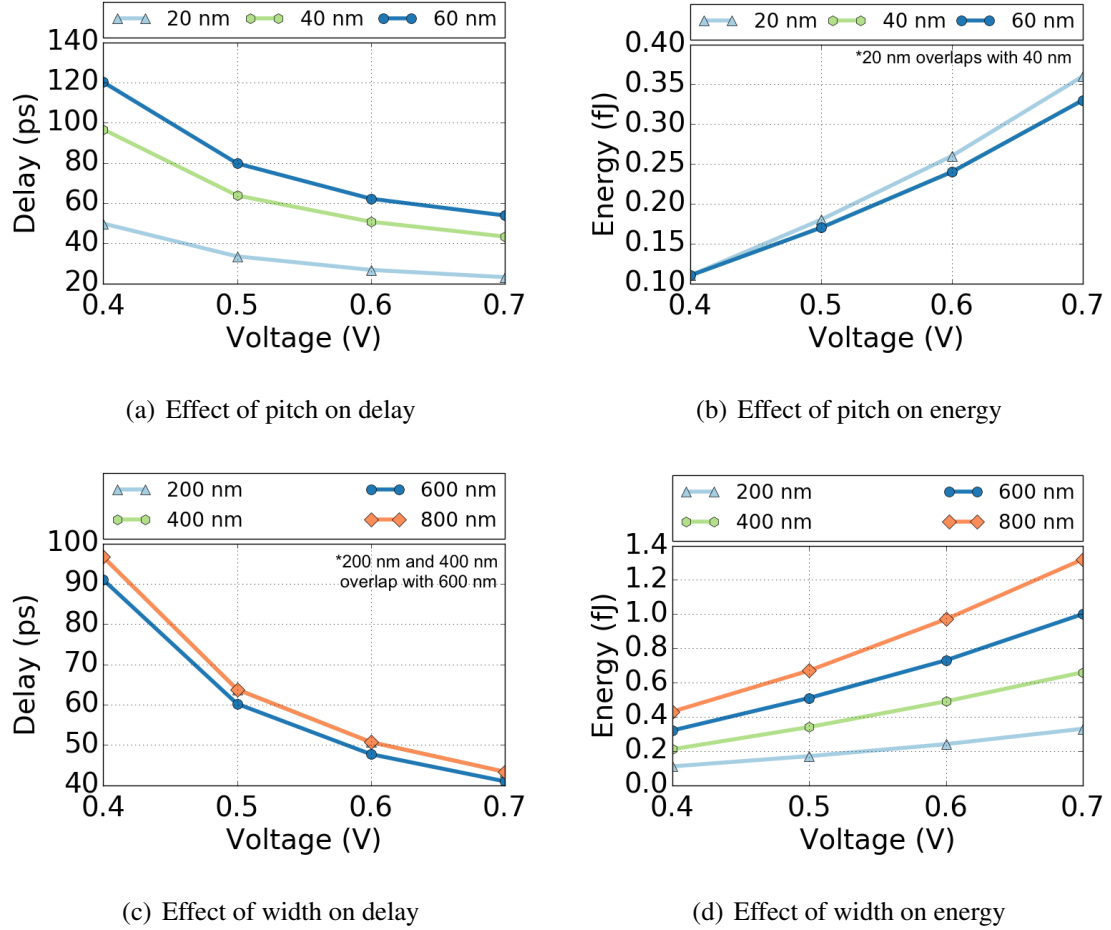 20 nm 40 nm 60 nm
140
120
100
80
60
40
20
Delay (ps)
0.4 0.5 0.6 0.7
Voltage (V)
(a) Effect of pitch on delay
20 nm 40 nm 60 nm
*20 nm overlaps with 40 nm
0.40
0.35
0.30
0.25
0.20
0.15
0.10
Energy (fJ)
0.4 0.5 0.6 0.7
Voltage (V)
(b) Effect of pitch on energy
200 nm 600 nm
400 nm 800 nm
*200 nm and 400 nm
overlap with 600 nm
100
90
80
70
60
50
40
Delay (ps)
0.4 0.5 0.6 0.7
Voltage (V)
(c) Effect of width on delay
200 nm 600 nm
400 nm 800 nm
1.4
1.2
1.0
0.8
0.6
0.4
0.2
0.0
Energy (fJ)
0.4 0.5 0.6 0.7
Voltage (V)
(d) Effect of width on energy